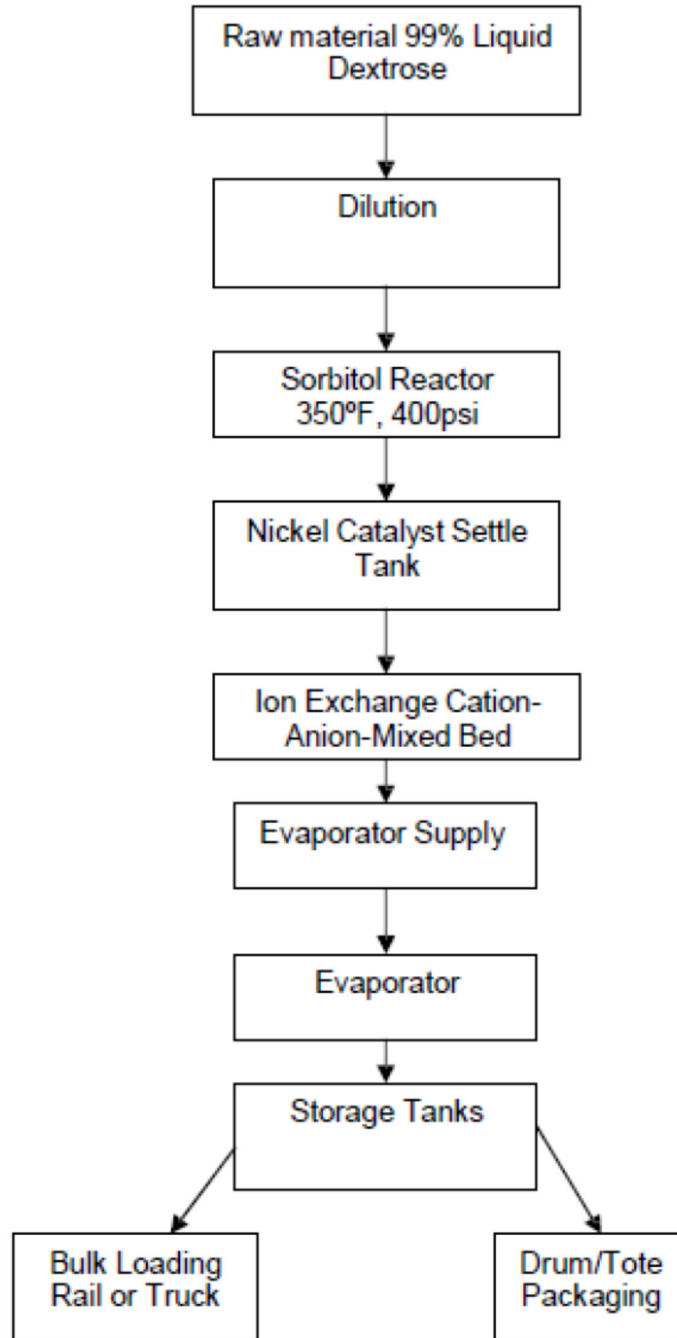 Raw material 99% Liquid
Dextrose
Dilution
Sorbitol Reactor
350ºF, 400psi
Nickel Catalyst Settle
Tank
Ion Exchange Cation-
Anion-Mixed Bed
Evaporator Supply
Evaporator
Storage Tanks
Bulk Loading
Rail or Truck
Drum/Tote
Packaging